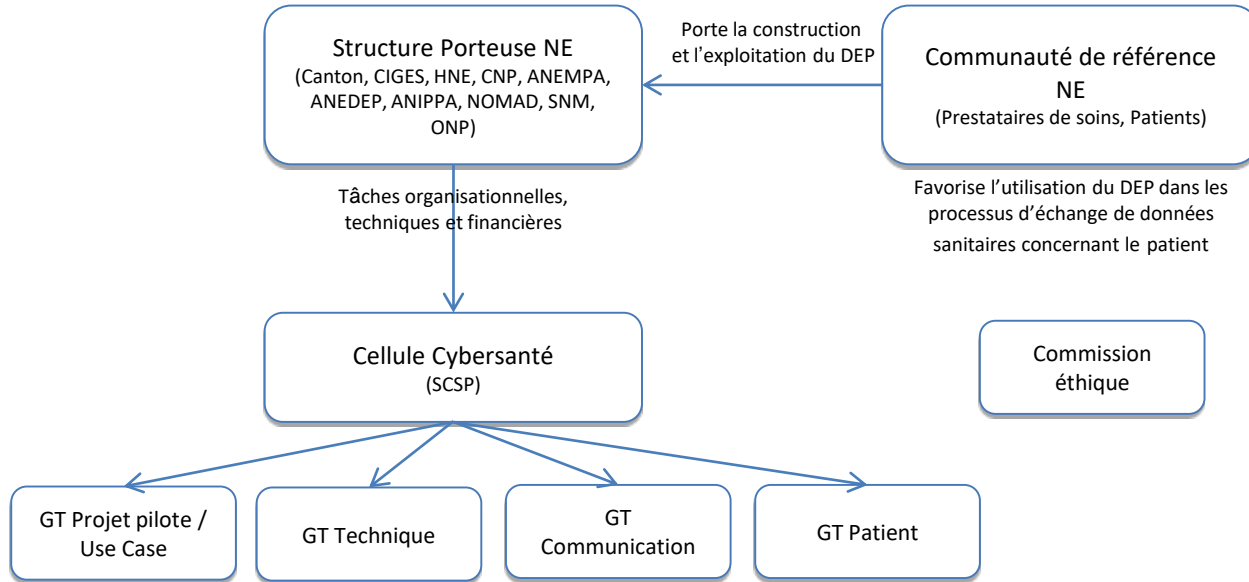 Structure Porteuse NE
(Canton, CIGES, HNE, CNP, ANEMPA,
ANEDEP, ANIPPA, NOMAD, SNM,
ONP)
Porte la construction
et l'exploitation du DEP
Communauté de référence
NE
(Prestataires de soins, Patients)
Tâches organisationnelles,
techniques et financières
Favorise l'utilisation du DEP dans les
processus d'échange de données
sanitaires concernant le patient
Cellule Cybersanté
(SCSP)
Commission
éthique
GT Projet pilote /
Use Case
GT Technique
GT
Communication
GT Patient